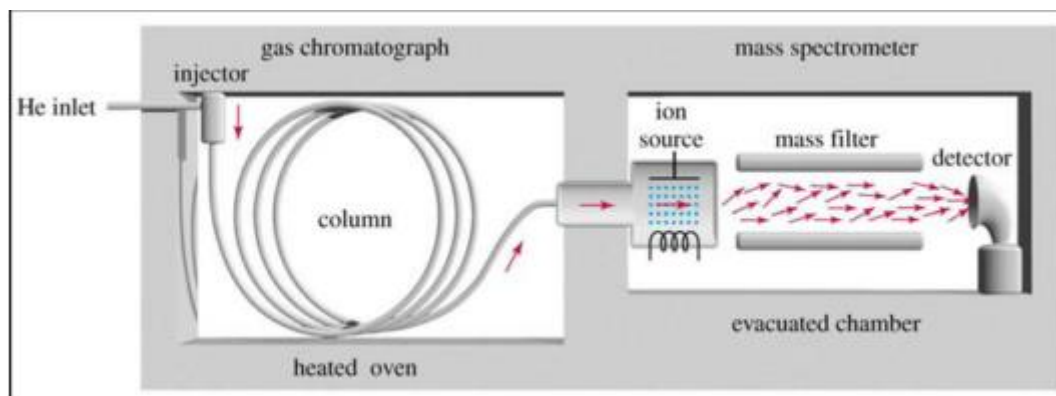 gas chromatograph
mass spectrometer
injector
He inlet
ion
source
mass filter
detector
column
evacuated chamber
heated oven